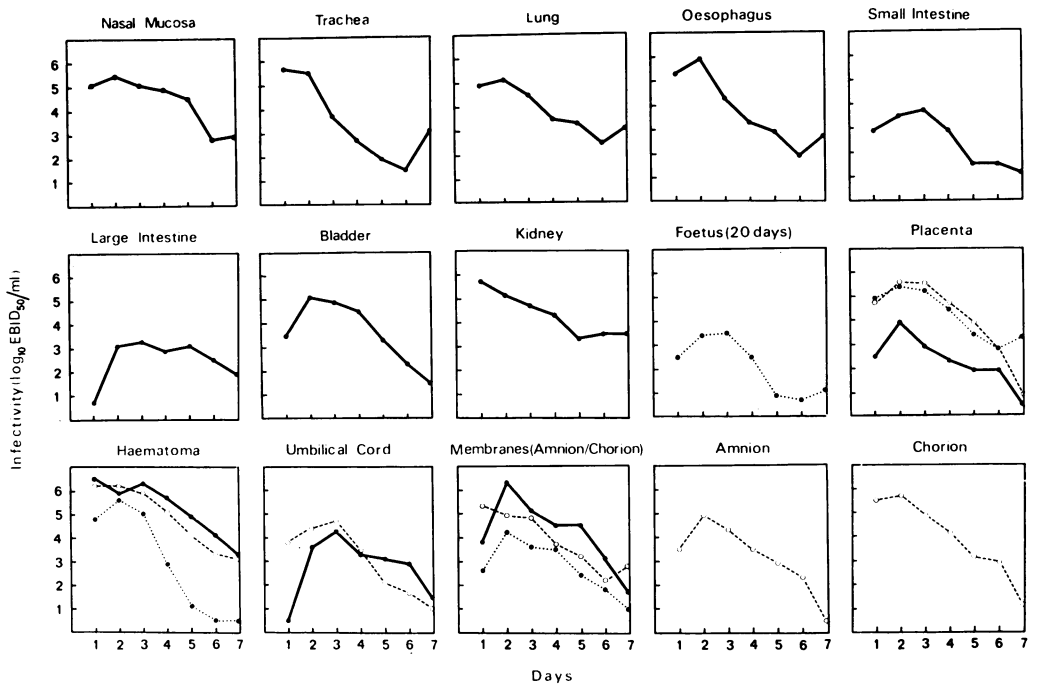 Nasal Mucosa
Trachea
Lung
Oesophagus
Small Intestine
6
5
4
3
2
1
Large Intestine
Bladder
Kidney
Foetus(20 days)
Placenta
6
5
4
3
2
1
Infectivity(log10 EBID50/ml)
Haematoma
Umbilical Cord
Membranes(Amnion/Chorion)
Amnion
Chorion
6
5
4
3
2
1
1 2 3 4 5 6 7
1 2 3 4 5 6 7
1 2 3 4 5 6 7
1 2 3 4 5 6 7
1 2 3 4 5 6 7
Days